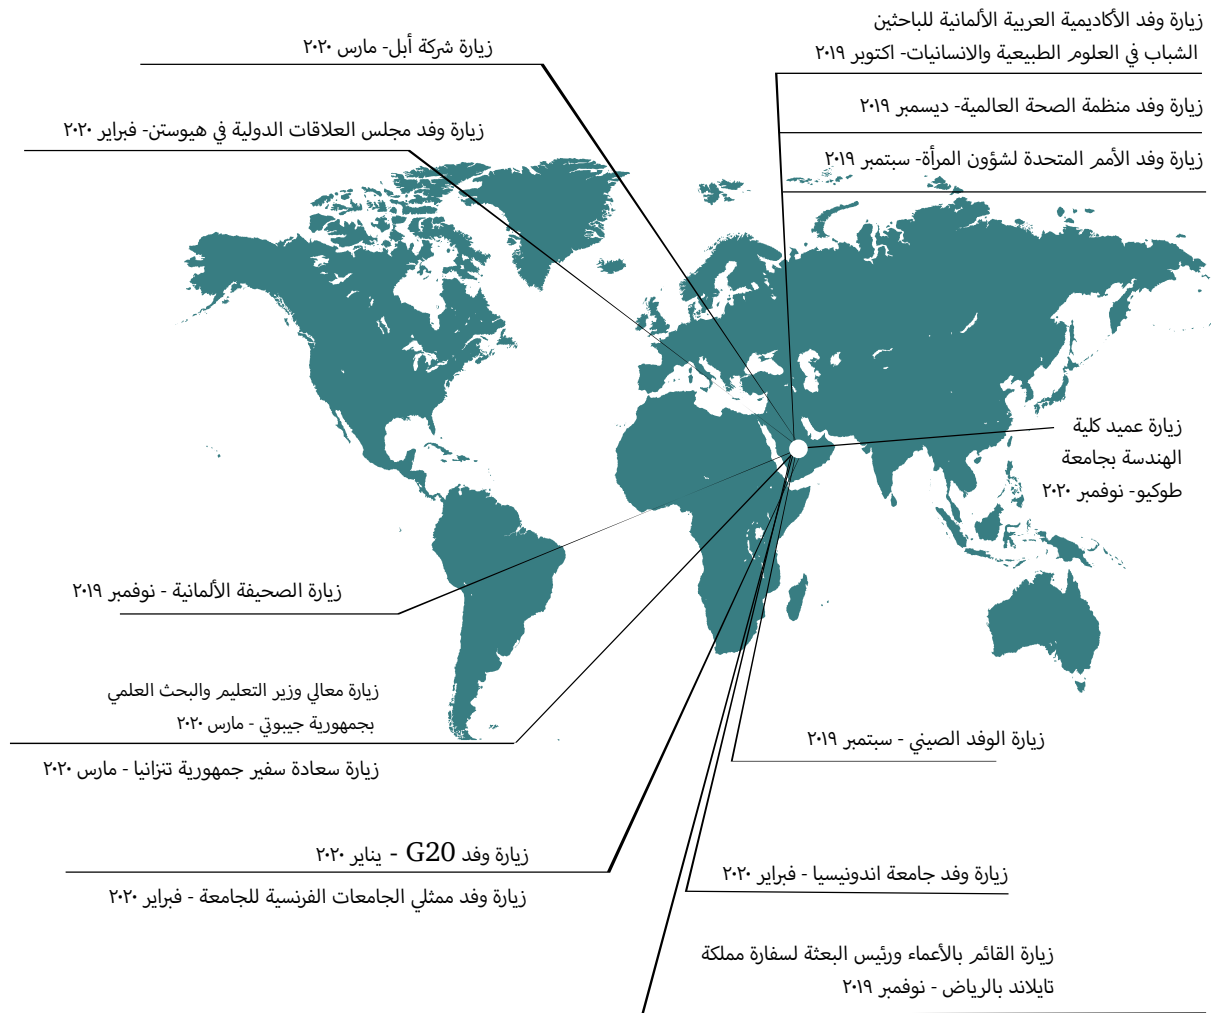 زيارة وفد الأكاديمية العربية الألمانية للباحثين
الشباب في العلوم الطبيعية والانسانيات- اكتوبر ٢٠١٩
زيارة وفد منظمة الصحة العالمية- ديسمبر ٢٠١٩
زيارة وفد الأمم المتحدة لشؤون المرأة- سبتمبر ٢٠١٩
زيارة شركة أبل- مارس ٢٠٢٠
زيارة وفد مجلس العلاقات الدولية في هيوستن- فبراير ٢٠٢٠
زيارة عميد كلية
الهندسة بجامعة
طوكيو- نوفمبر ٢٠٢٠
زيارة الصحيفة الألمانية - نوفمبر ٢٠١٩
زيارة معالي وزير التعليم والبحث العلمي
بجمهورية جيبوتي - مارس ٢٠٢٠
زيارة سعادة سفير جمهورية تنزانيا - مارس ٢٠٢٠
زيارة الوفد الصيني - سبتمبر ٢٠١٩
زيارة وفد G20 - يناير ٢٠٢٠
زيارة وفد ممثلي الجامعات الفرنسية للجامعة - فبراير ٢٠٢٠
زيارة وفد جامعة اندونيسيا - فبراير ٢٠٢٠
زيارة القائم بالأعماء ورئيس البعثة لسفارة مملكة
تايلاند بالرياض - نوفمبر ٢٠١٩